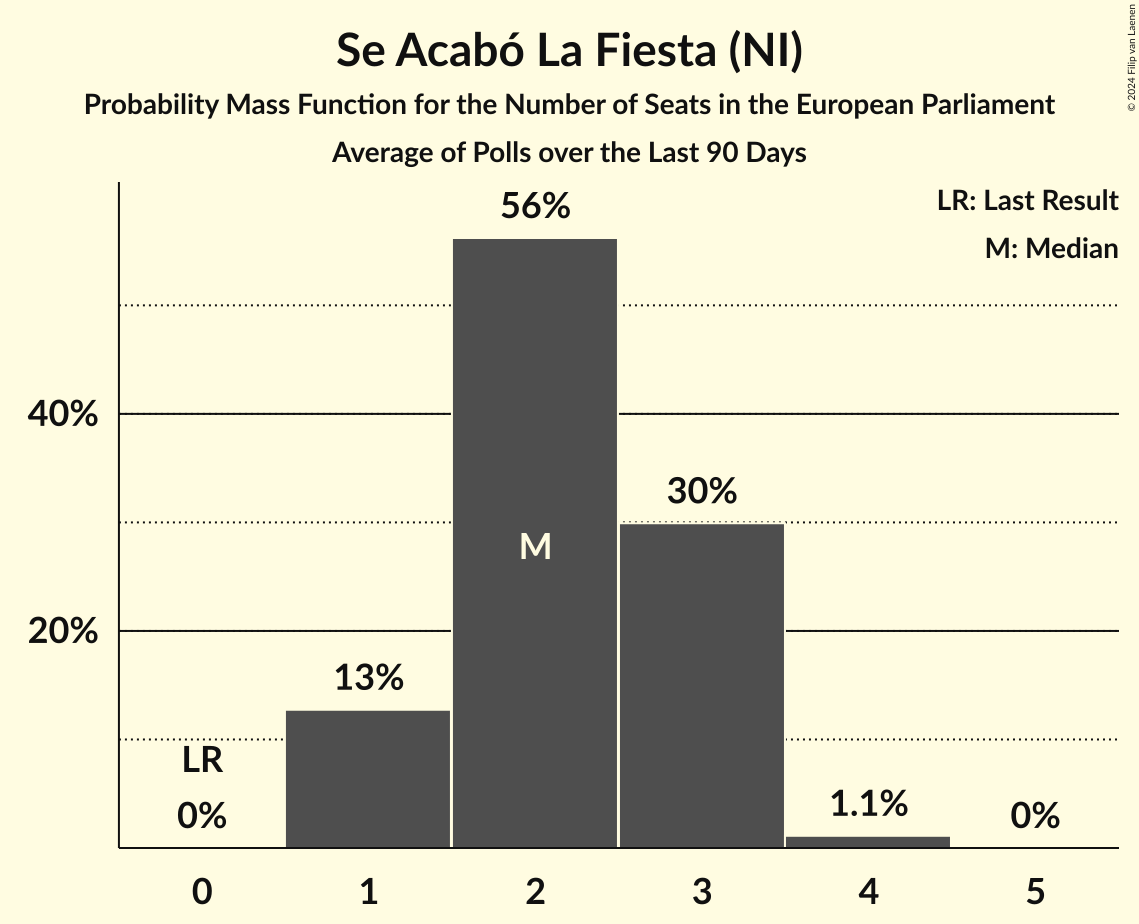 Se Acabó La Fiesta (NI)
Probability Mass Function for the Number of Seats in the European Parliament
Average of Polls over the Last 90 Days
© 2024 Filip van Laenen
LR: Last Result
M: Median
56%
40%
30%
M
20%
13%
LR
0%
1.1%
0%
0 1 2 3 4 5